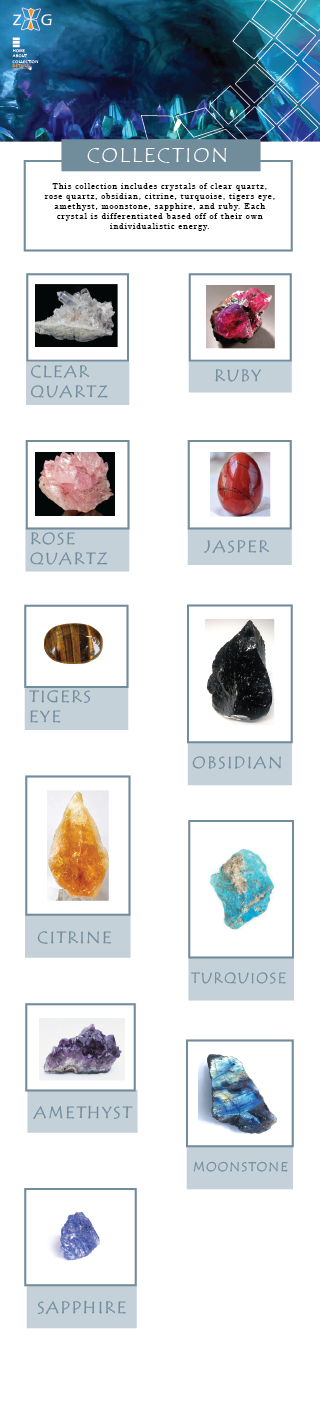 Z G
HOME
ABOUT
COLLECTION
COLLECTION
This collection includes crystals of clear quartz,
rose quartz, obsidian, citrine, turquoise, tigers eye,
amethyst, moonstone, sapphire, and ruby. Each
crystal is differentiated based off of their own
individualistic energy.
CLEAR
QUARTZ
RUBY
ROSE
QUARTZ
JASPER
TIGERS
EYE
OBSIDIAN
CITRINE
TURQUIOSE
AMETHYST
MOONSTONE
SAPPHIRE